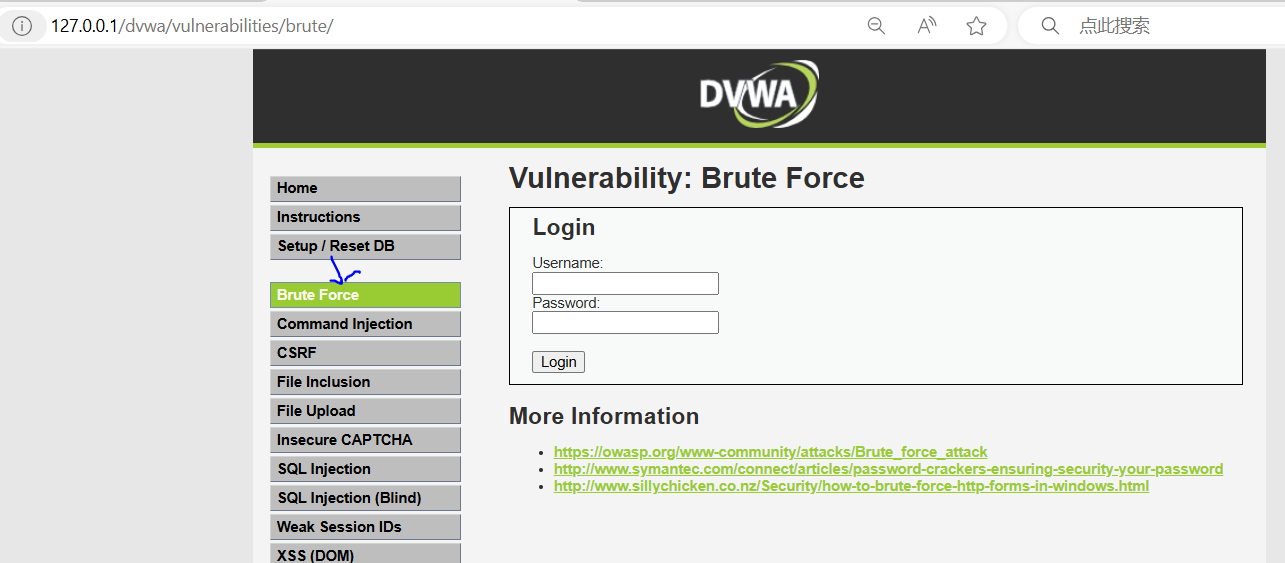 127.0.0.1/dvwa/vulnerabilities/brute/
点此搜索
DVWA
Home
Instructions
Setup / Reset DB
Brute Force
Command Injection
CSRF
File Inclusion
File Upload
Insecure CAPTCHA
SQL Injection
SQL Injection (Blind)
Weak Session IDs
XSS (DOM)
Vulnerability: Brute Force
Login
Username:
Password:
Login
More Information
https://owasp.org/www-community/attacks/Brute_force_attack
http://www.symantec.com/connect/articles/password-crackers-ensuring-security-your-password
http://www.sillychicken.co.nz/Security/how-to-brute-force-http-forms-in-windows.html